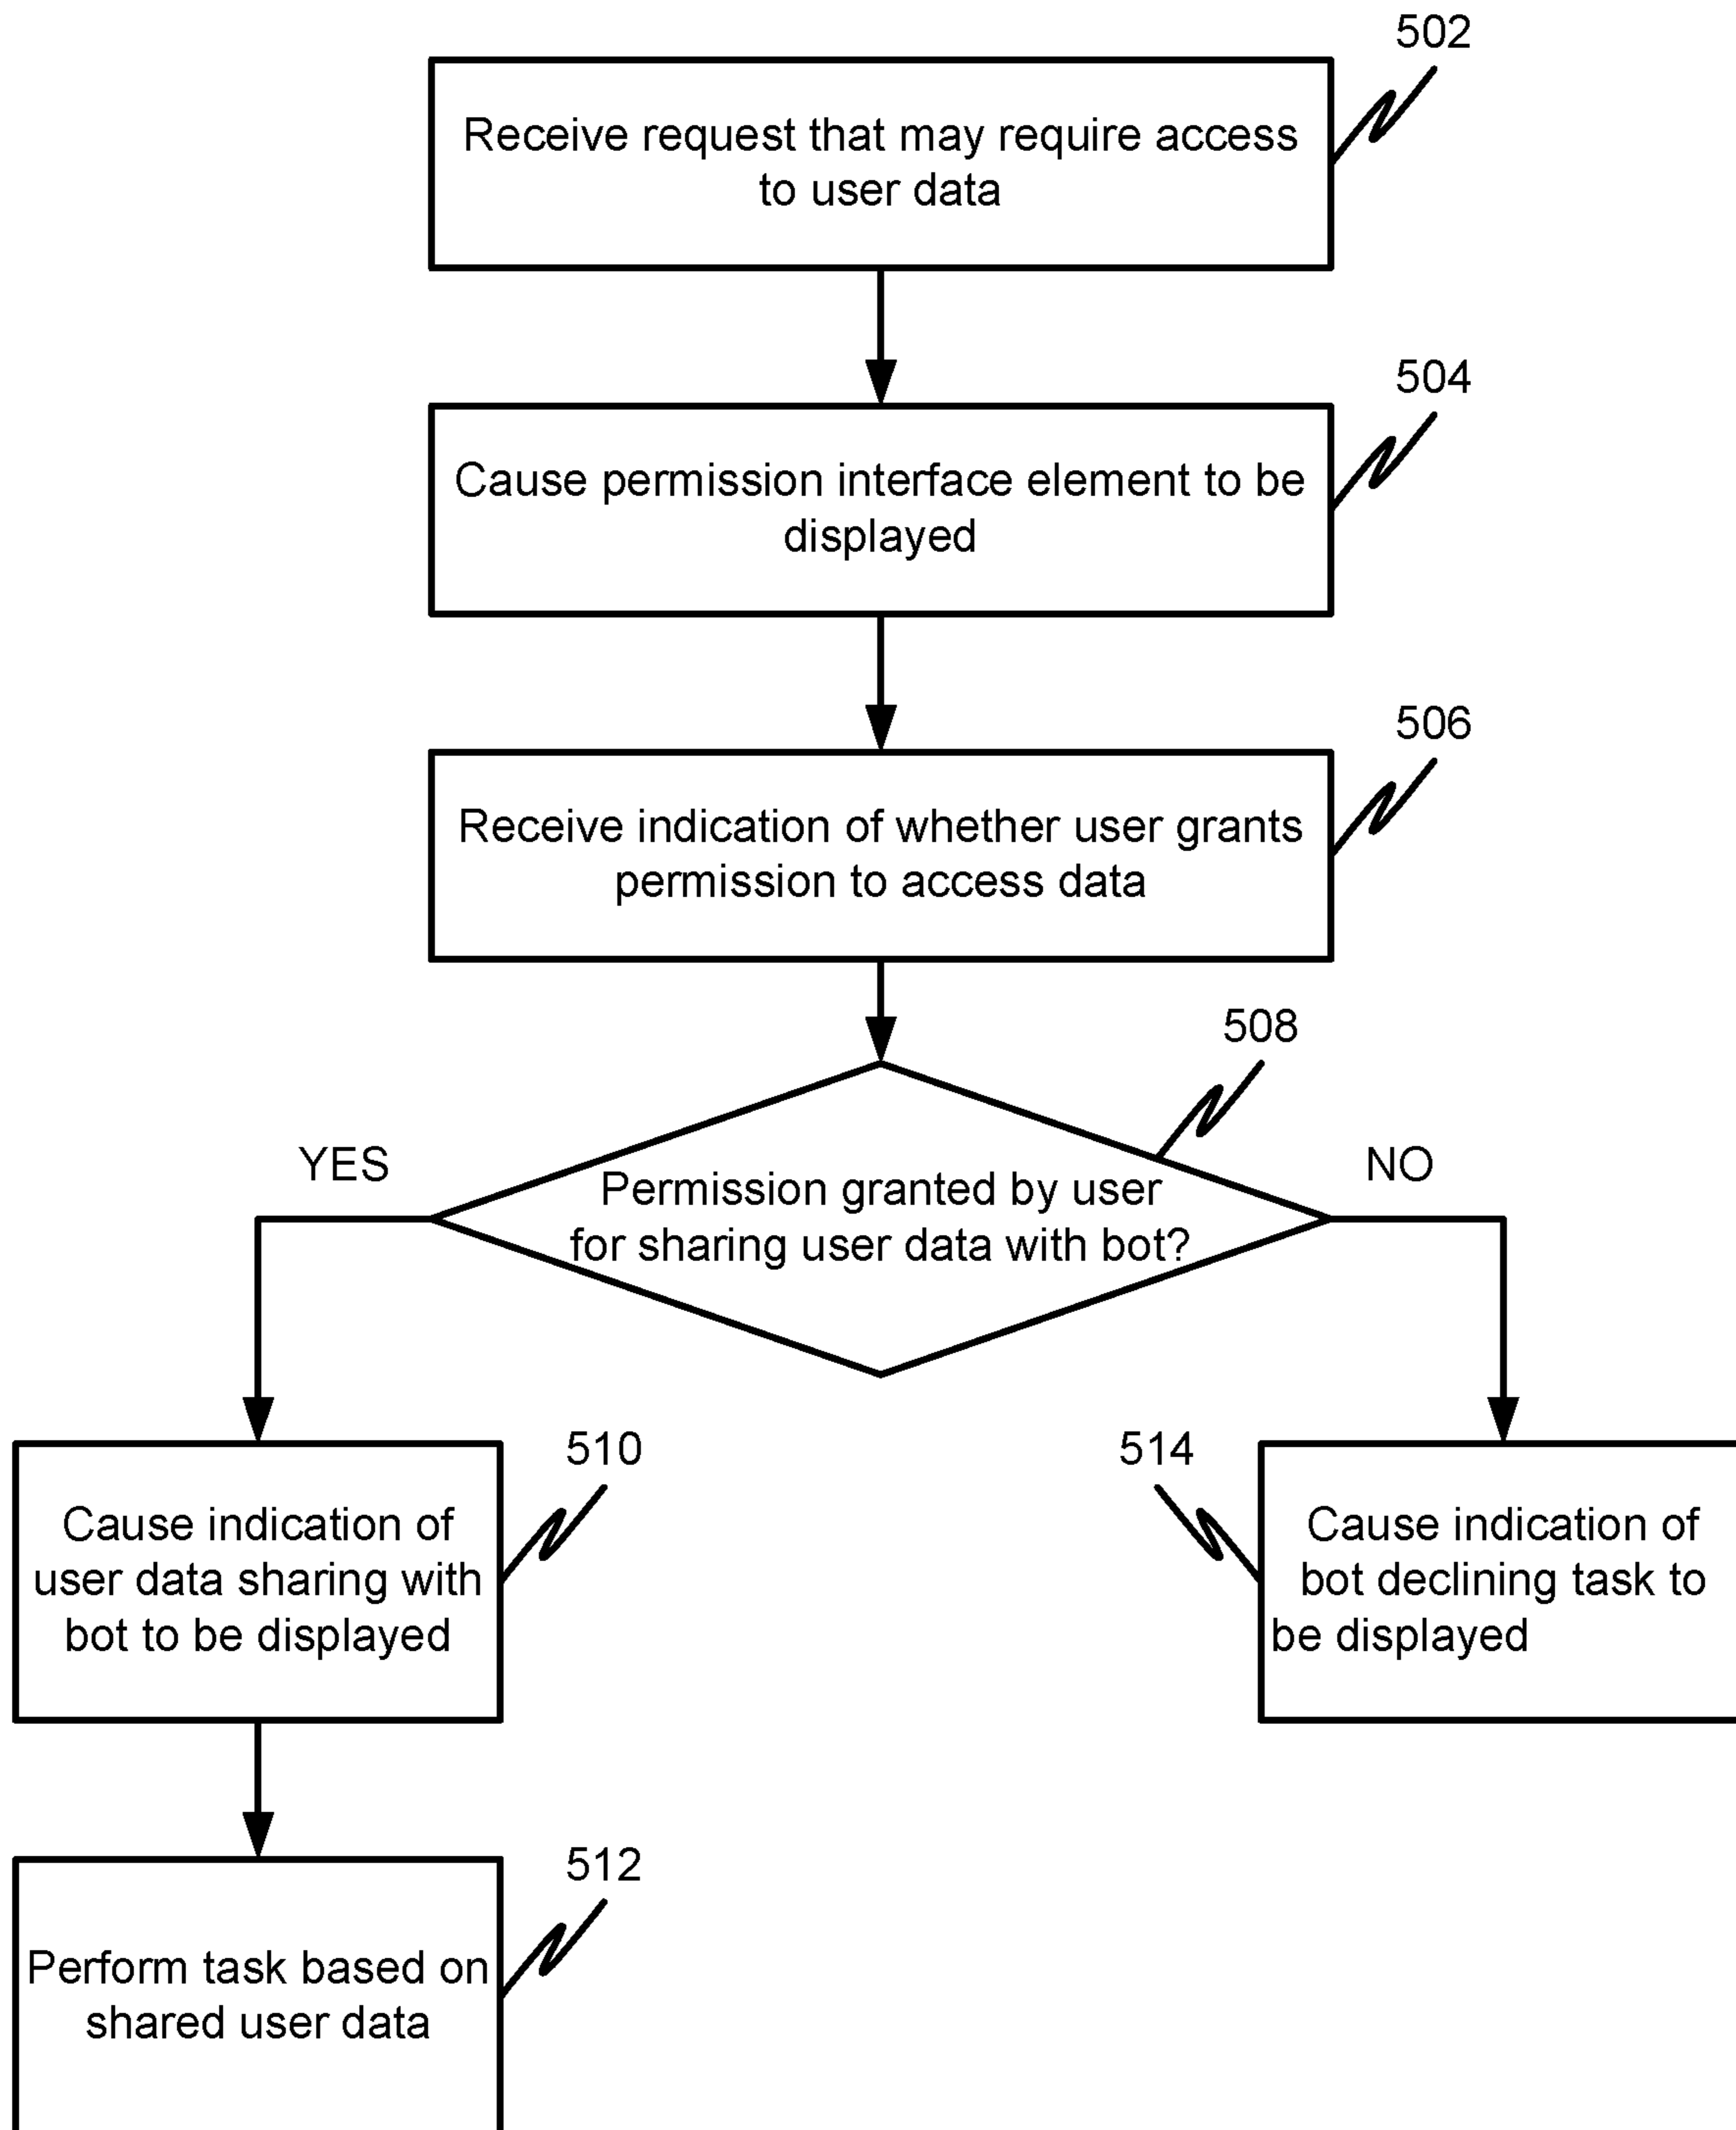 502
Receive request that may require access
to user data
504
Cause permission interface element to be
displayed
506
Receive indication of whether user grants
permission to access data
508
YES
NO
Permission granted by user
for sharing user data with bot?
510
514
Cause indication of
user data sharing with
bot to be displayed
Cause indication of
bot declining task to
be displayed
512
Perform task based on
shared user data